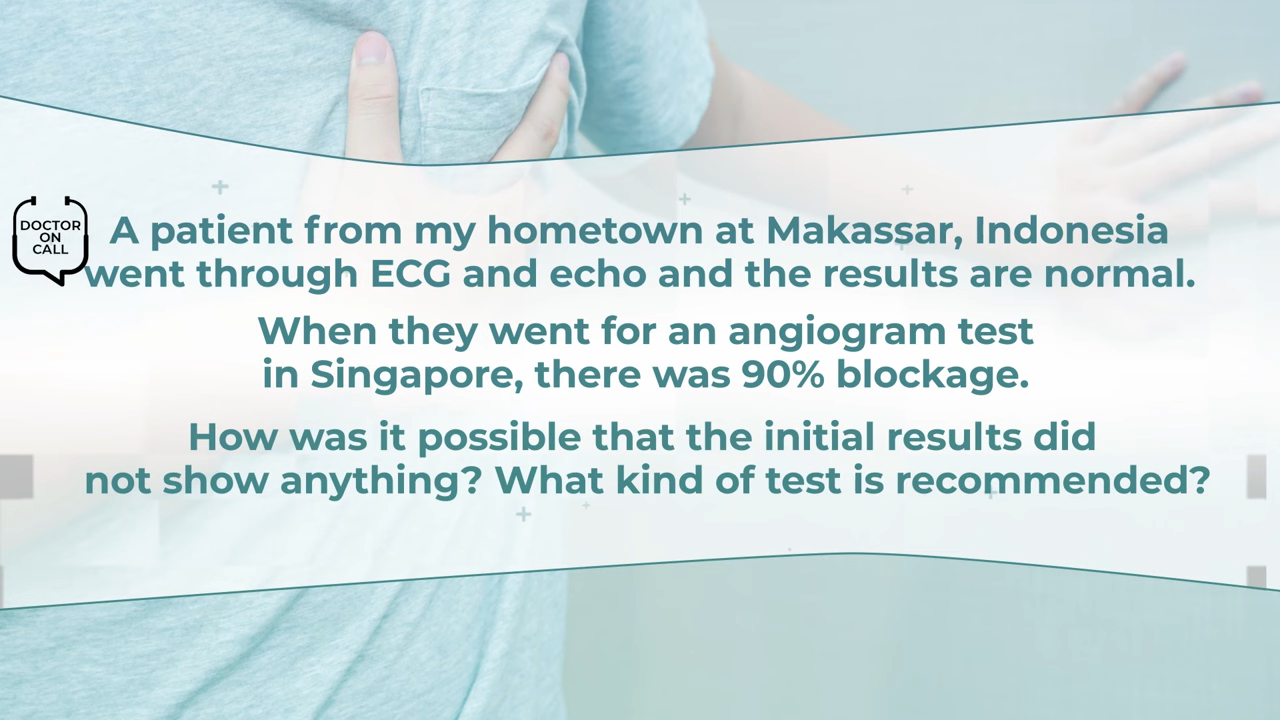 DOCTOR
ON
CALL
A patient from my hometown at Makassar, Indonesia
went through ECG and echo and the results are normal.
When they went for an angiogram test
in Singapore, there was 90% blockage.
How was it possible that the initial results did
not show anything? What kind of test is recommended?